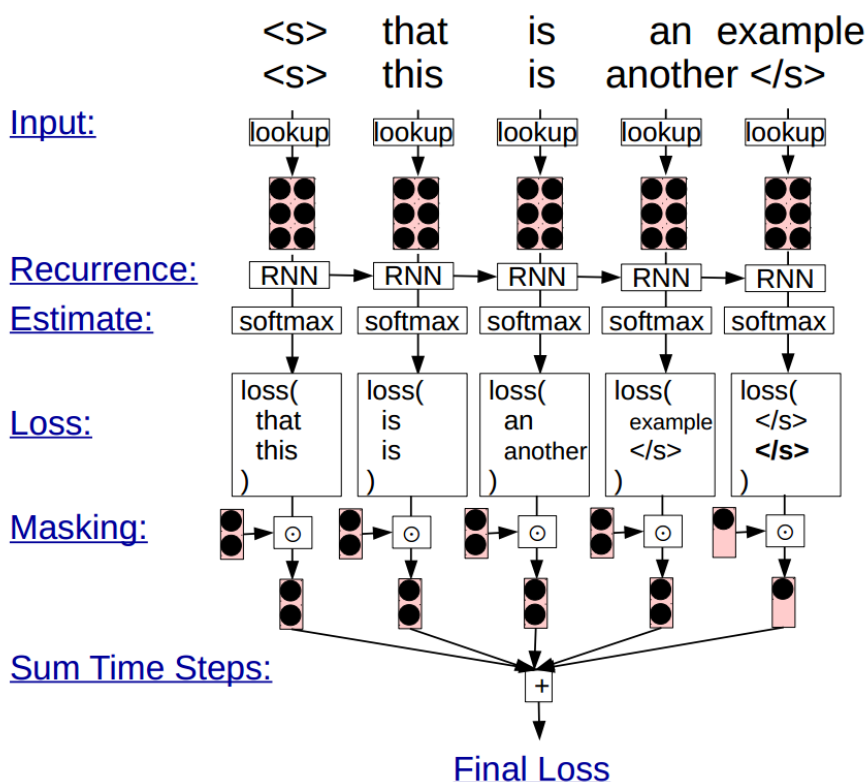 <s> that is an example
<s> this is another </s>
Input:
lookup lookup lookup lookup lookup
Recurrence:
RNN RNN RNN RNN RNN
Estimate:
softmax softmax softmax softmax softmax
Loss:
loss( loss( loss( loss( loss(
that is an example </s>
this is another </s> </s>
) ) ) ) )
Masking:
⊙ ⊙ ⊙ ⊙ ⊙
Sum Time Steps:
+
Final Loss